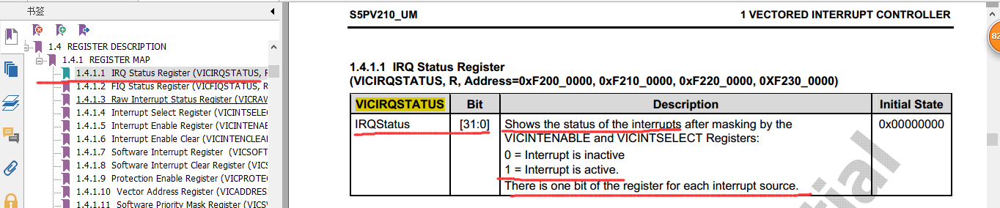 书签
1.4 REGISTER DESCRIPTION
1.4.1 REGISTER MAP
1.4.1.1 IRQ Status Register (VICIRQSTATUS, R
1.4.1.2 FIQ Status Register (VICFIQSTATUS, R
1.4.1.3 Raw Interrupt Status Register (VICRAW
1.4.1.4 Interrupt Select Register (VICINTSELEC
1.4.1.5 Interrupt Enable Register (VICINTENAB
1.4.1.6 Interrupt Enable Clear (VICINTENCLEAR
1.4.1.7 Software Interrupt Register (VICSOFT
1.4.1.8 Software Interrupt Clear Register (VICS
1.4.1.9 Protection Enable Register (VICPROTE
1.4.1.10 Vector Address Register (VICADDRES
1.4.1.11 Software Priority Mask Register (VICS
S5PV210_UM
1 VECTORED INTERRUPT CONTROLLER
82
1.4.1.1 IRQ Status Register
(VICIRQSTATUS, R, Address=0xF200_0000, 0xF210_0000, 0xF220_0000, 0XF230_0000)
VICIRQSTATUS Bit Description Initial State
IRQStatus [31:0] Shows the status of the interrupts after masking by the 0x00000000
VICINTENABLE and VICINTSELECT Registers:
0 = Interrupt is inactive
1 = Interrupt is active.
There is one bit of the register for each interrupt source.
tial